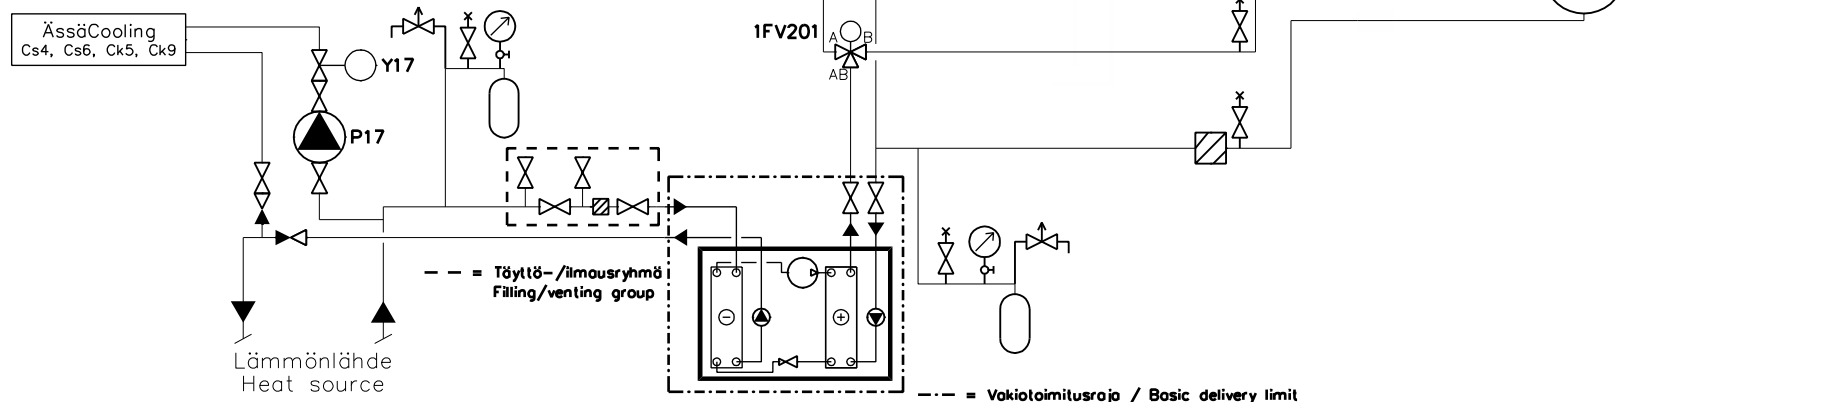 ÄssäCooling
Cs4, Cs6, Ck5, Ck9
Y17
P17
1FV201
A
B
AB
– – = Täyttö-/ilmausryhmä
Filling/venting group
Lämmönlähde
Heat source
–·–· = Vakiotoimitusraja / Basic delivery limit